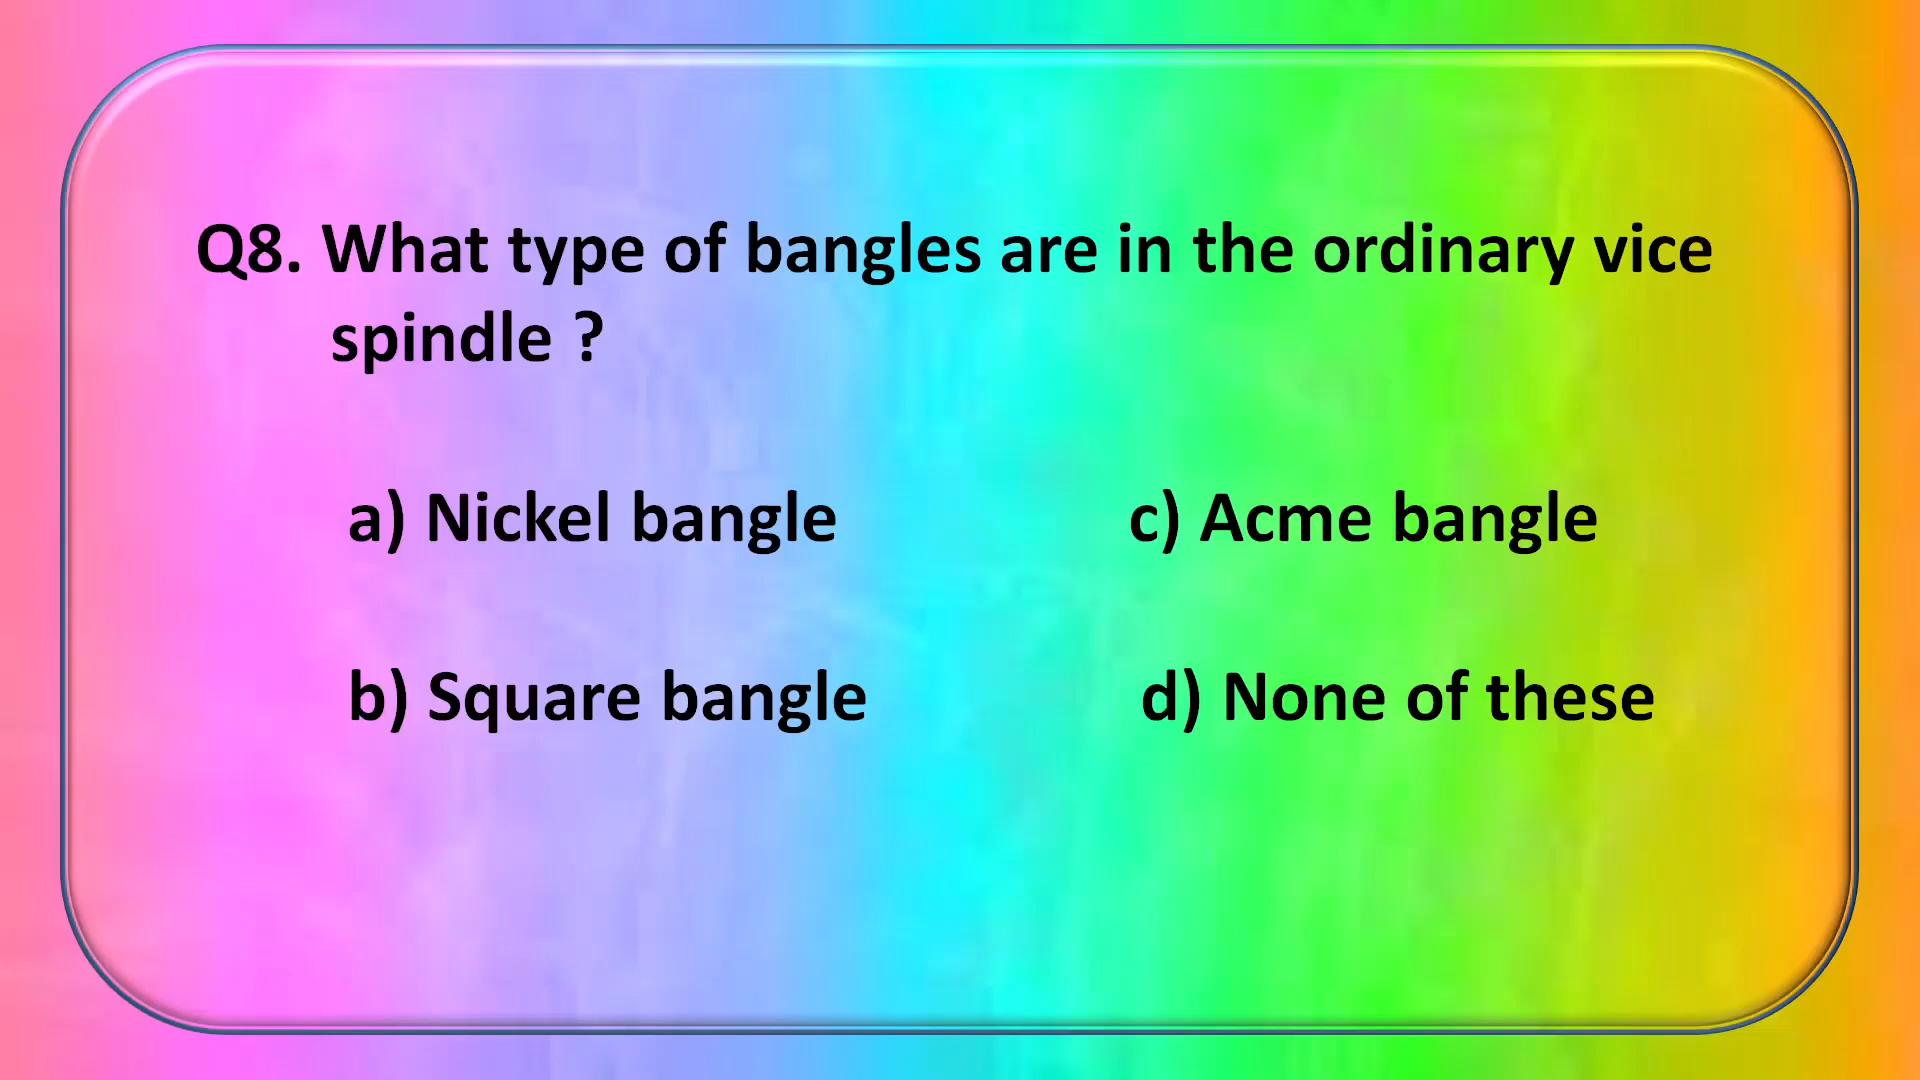 Q8. What type of bangles are in the ordinary vice
spindle ?
a) Nickel bangle
c) Acme bangle
b) Square bangle
d) None of these